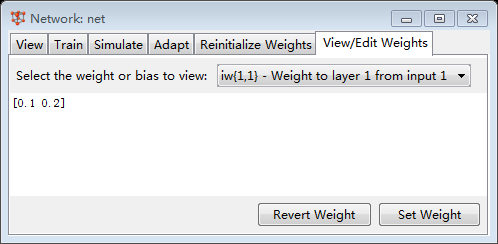 Network: net
View Train Simulate Adapt Reinitialize Weights View/Edit Weights
Select the weight or bias to view: iw{1,1} - Weight to layer 1 from input 1
[0.1 0.2]
Revert Weight Set Weight